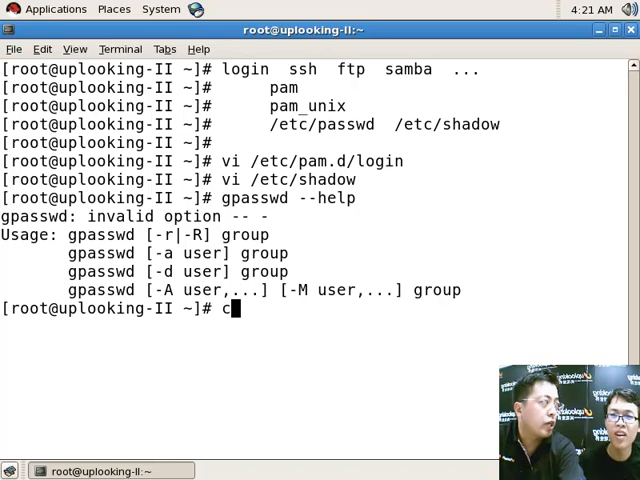 Applications Places System 4:21 AM
root@uplooking-II:~
File Edit View Terminal Tabs Help
[root@uplooking-II ~]# login  ssh  ftp  samba  ...
[root@uplooking-II ~]#      pam
[root@uplooking-II ~]#      pam_unix
[root@uplooking-II ~]#      /etc/passwd  /etc/shadow
[root@uplooking-II ~]#
[root@uplooking-II ~]# vi /etc/pam.d/login
[root@uplooking-II ~]# vi /etc/shadow
[root@uplooking-II ~]# gpasswd --help
gpasswd: invalid option -- -
Usage: gpasswd [-r|-R] group
       gpasswd [-a user] group
       gpasswd [-d user] group
       gpasswd [-A user,...] [-M user,...] group
[root@uplooking-II ~]# c
root@uplooking-II:~